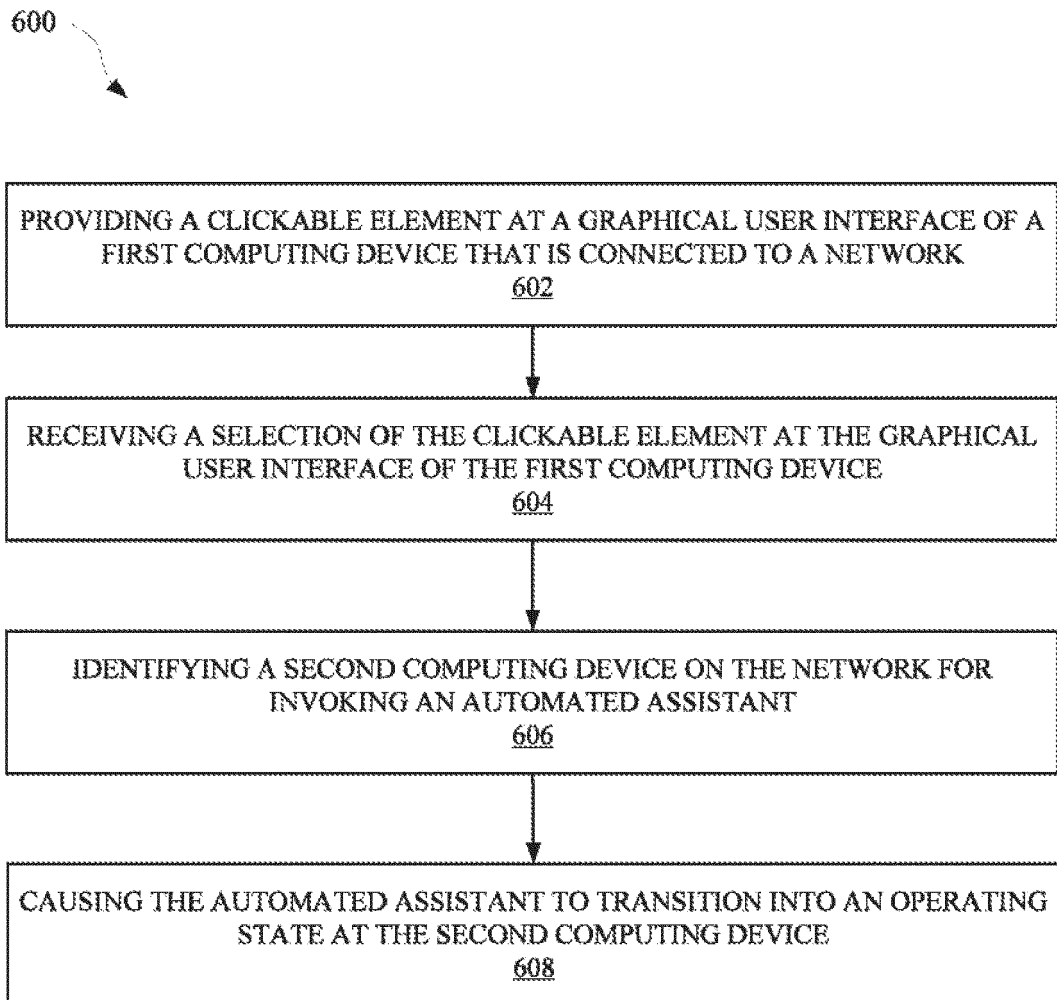 600
PROVIDING A CLICKABLE ELEMENT AT A GRAPHICAL USER INTERFACE OF A
FIRST COMPUTING DEVICE THAT IS CONNECTED TO A NETWORK
602
RECEIVING A SELECTION OF THE CLICKABLE ELEMENT AT THE GRAPHICAL
USER INTERFACE OF THE FIRST COMPUTING DEVICE
604
IDENTIFYING A SECOND COMPUTING DEVICE ON THE NETWORK FOR
INVOKING AN AUTOMATED ASSISTANT
606
CAUSING THE AUTOMATED ASSISTANT TO TRANSITION INTO AN OPERATING
STATE AT THE SECOND COMPUTING DEVICE
608